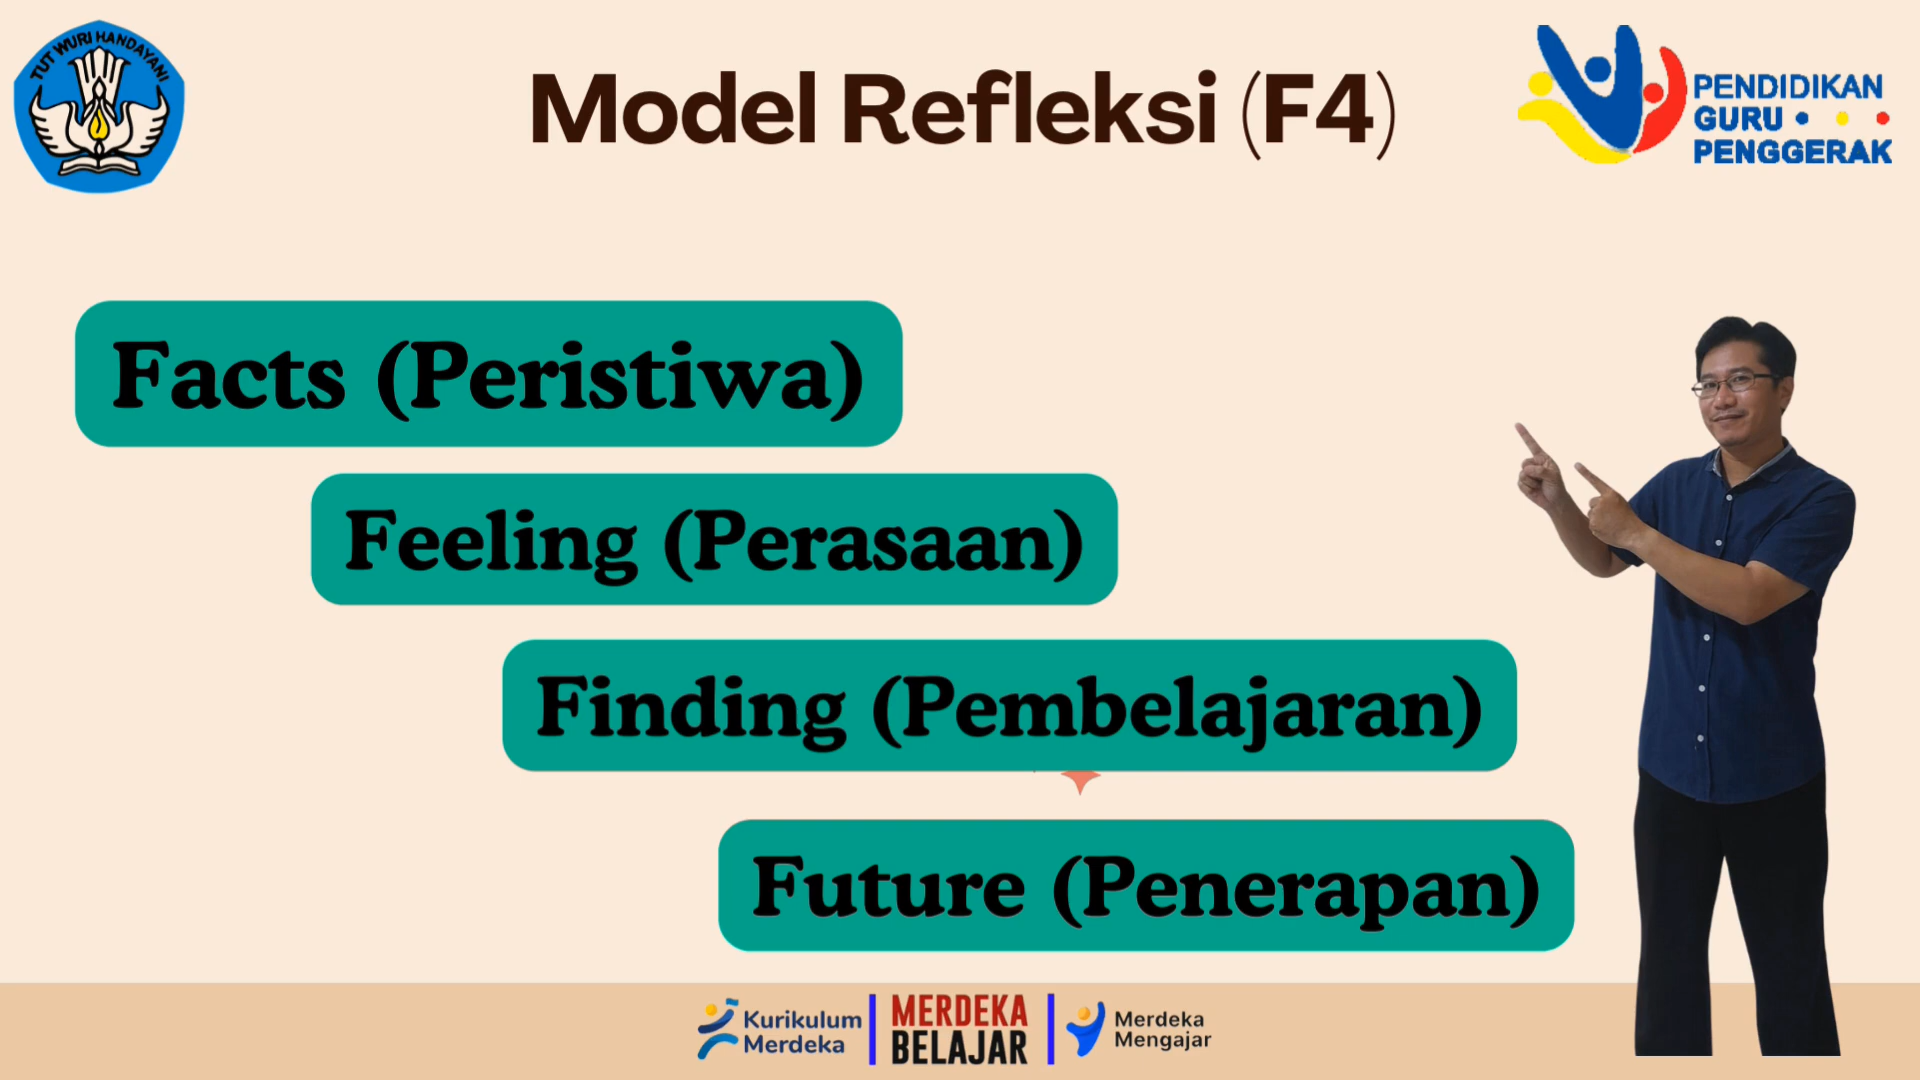 TUT WURI HANDAYANI
Model Refleksi (F4)
PENDIDIKAN
GURU
PENGGERAK
Facts (Peristiwa)
Feeling (Perasaan)
Finding (Pembelajaran)
Future (Penerapan)
Kurikulum
Merdeka
MERDEKA
BELAJAR
Merdeka
Mengajar